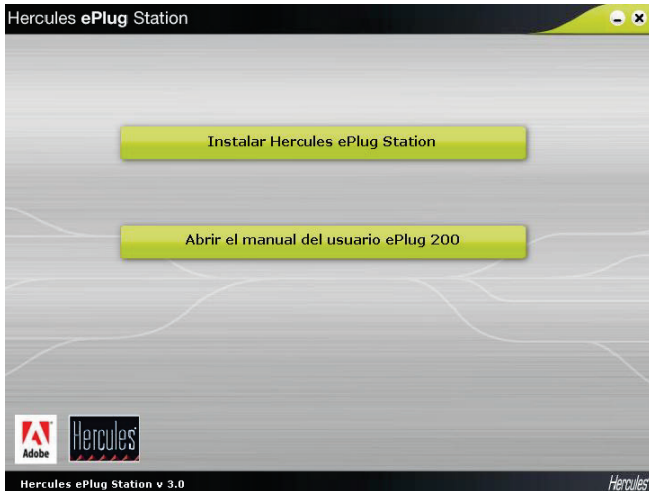 Hercules ePlug Station
Instalar Hercules ePlug Station
Abrir el manual del usuario ePlug 200
Adobe
Hercules
Hercules ePlug Station v 3.0
Hercules